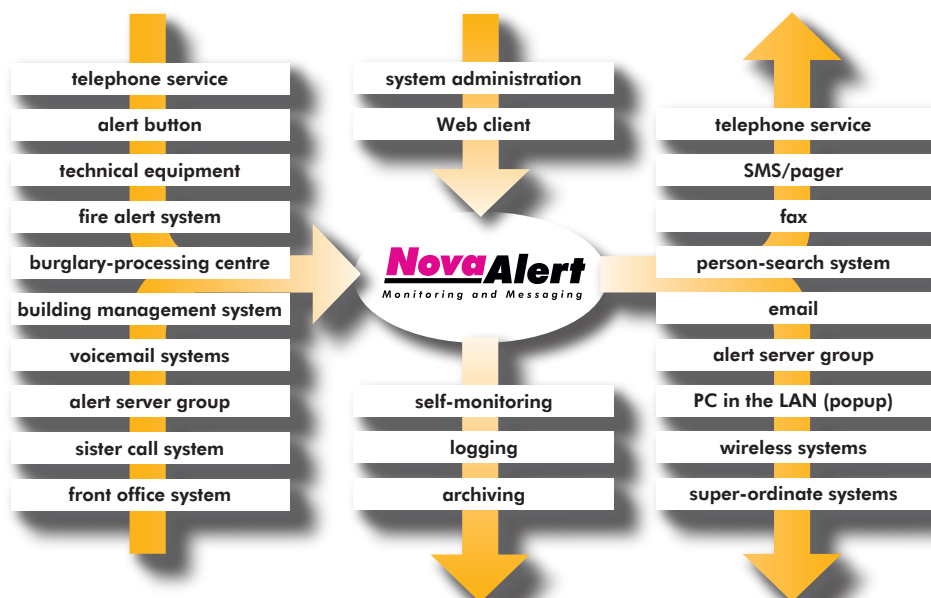 telephone service
alert button
technical equipment
fire alert system
burglary-processing centre
building management system
voicemail systems
alert server group
sister call system
front office system
system administration
Web client
NovaAlert
Monitoring and Messaging
self-monitoring
logging
archiving
telephone service
SMS/pager
fax
person-search system
email
alert server group
PC in the LAN (popup)
wireless systems
super-ordinate systems